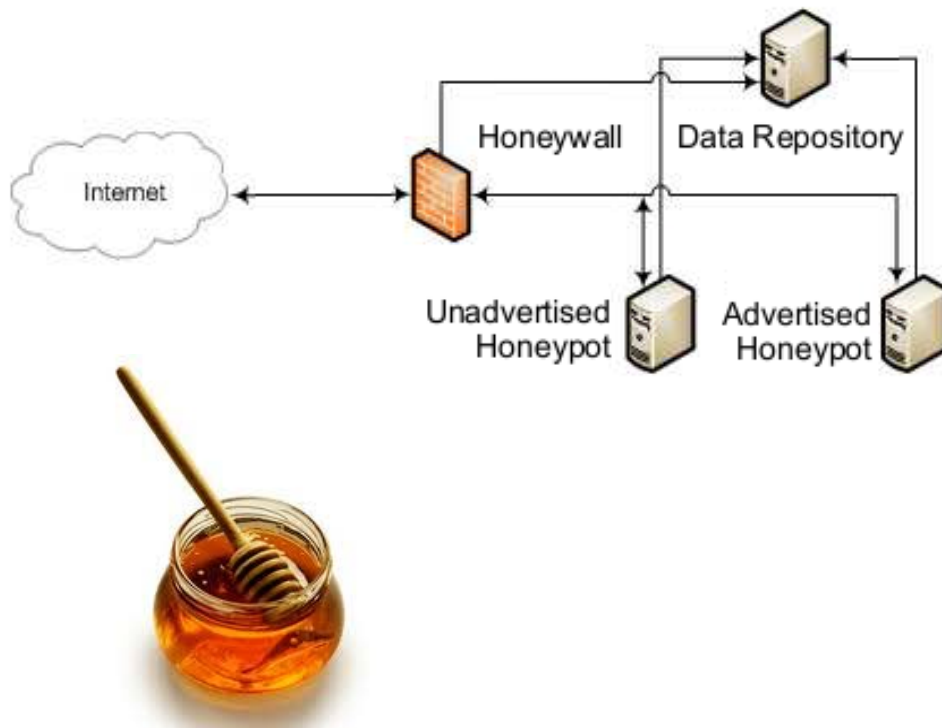 Honeywall
Data Repository
Internet
Unadvertised
Honeypot
Advertised
Honeypot